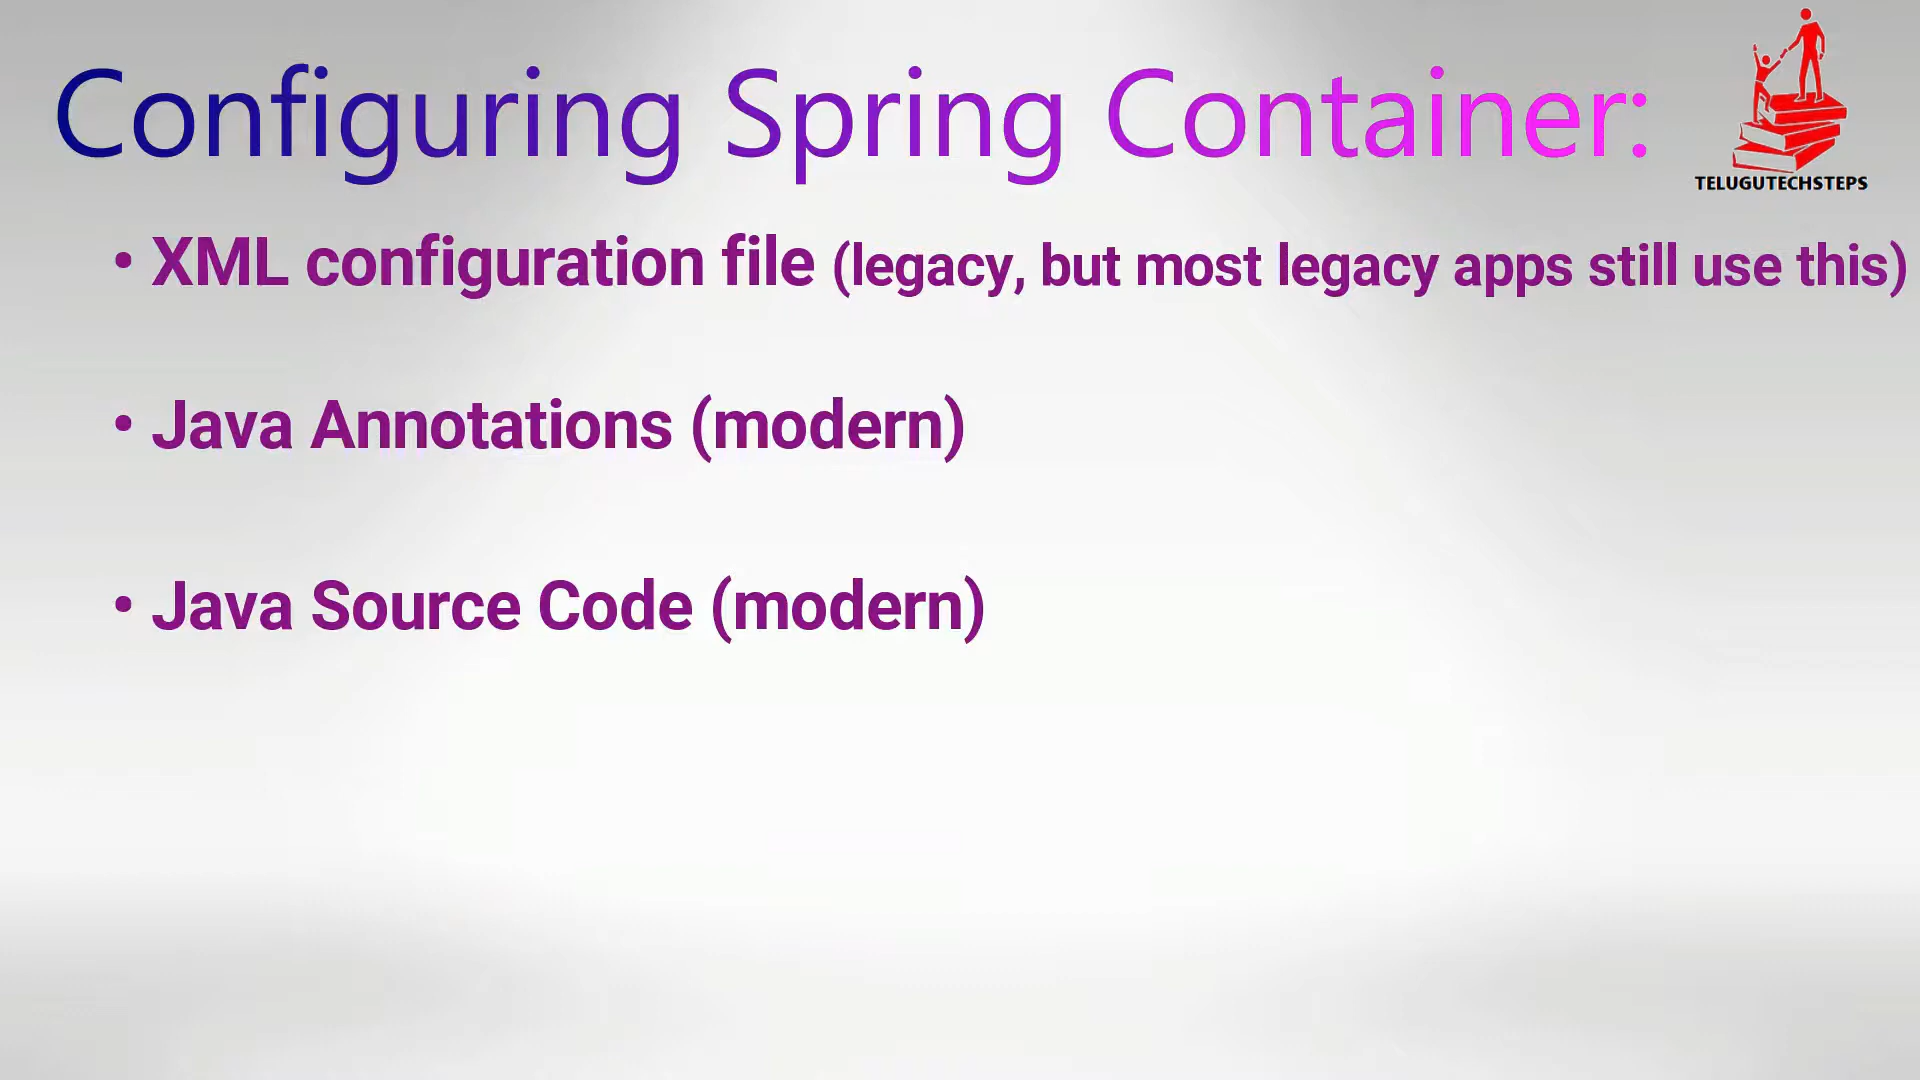 Configuring Spring Container:
TELUGUTECHSTEPS
• XML configuration file (legacy, but most legacy apps still use this)
• Java Annotations (modern)
• Java Source Code (modern)